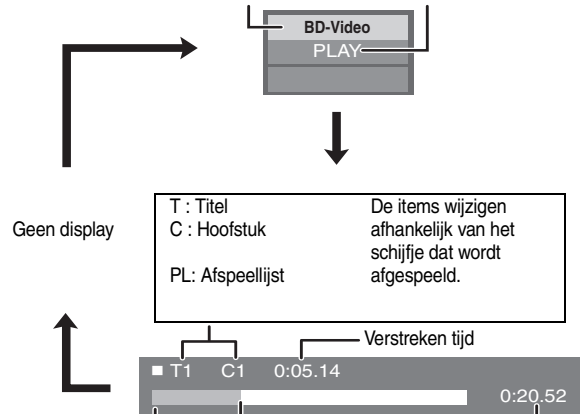 BD-Video
PLAY
Geen display
T : Titel
C : Hoofstuk
PL: Afspeellijst
De items wijzigen
afhankelijk van het
schijfje dat wordt
afgespeeld.
Verstreken tijd
T1 C1 0:05.14
0:20.52